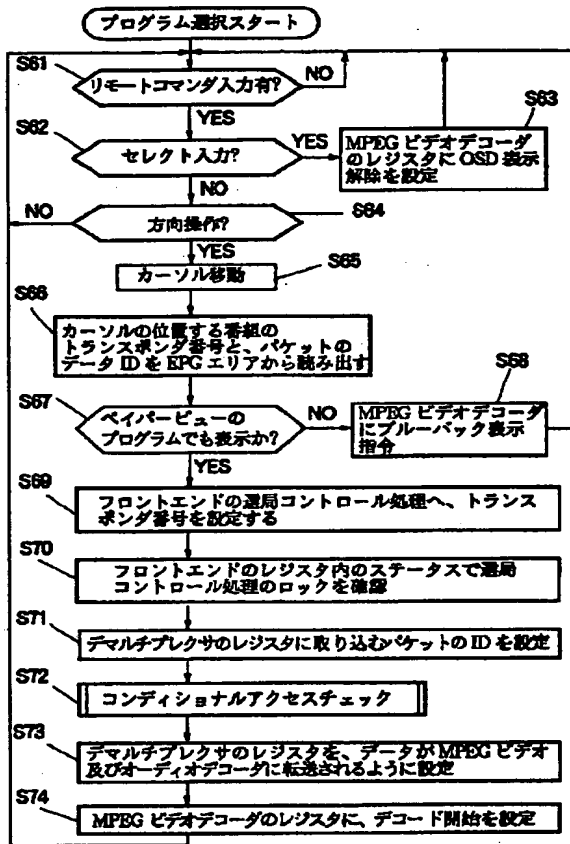 プログラム選択スタート
S61
リモートコマンダ入力有?
NO
YES
S62
セレクト入力?
YES
S63
MPEG ビデオデコーダ
のレジスタに OSD 表示
解除を設定
NO
NO
方向操作?
S64
YES
カーソル移動
S65
S66
カーソルの位置する番組の
トランスポンダ番号と、パケットの
データ ID を EPG エリアから読み出す
S67
ペイパービューの
プログラムでも表示か?
NO
S68
MPEG ビデオデコーダ
にブルーバック表示
指令
YES
S69
フロントエンドの選局コントロール処理へ、トランス
ポンダ番号を設定する
S70
フロントエンドのレジスタ内のステータスで選局
コントロール処理のロックを確認
S71
デマルチプレクサのレジスタに取り込むパケットの ID を設定
S72
コンディショナルアクセスチェック
S73
デマルチプレクサのレジスタを、データが MPEG ビデオ
及びオーディオデコーダに転送されるように設定
S74
MPEG ビデオデコーダのレジスタに、デコード開始を設定